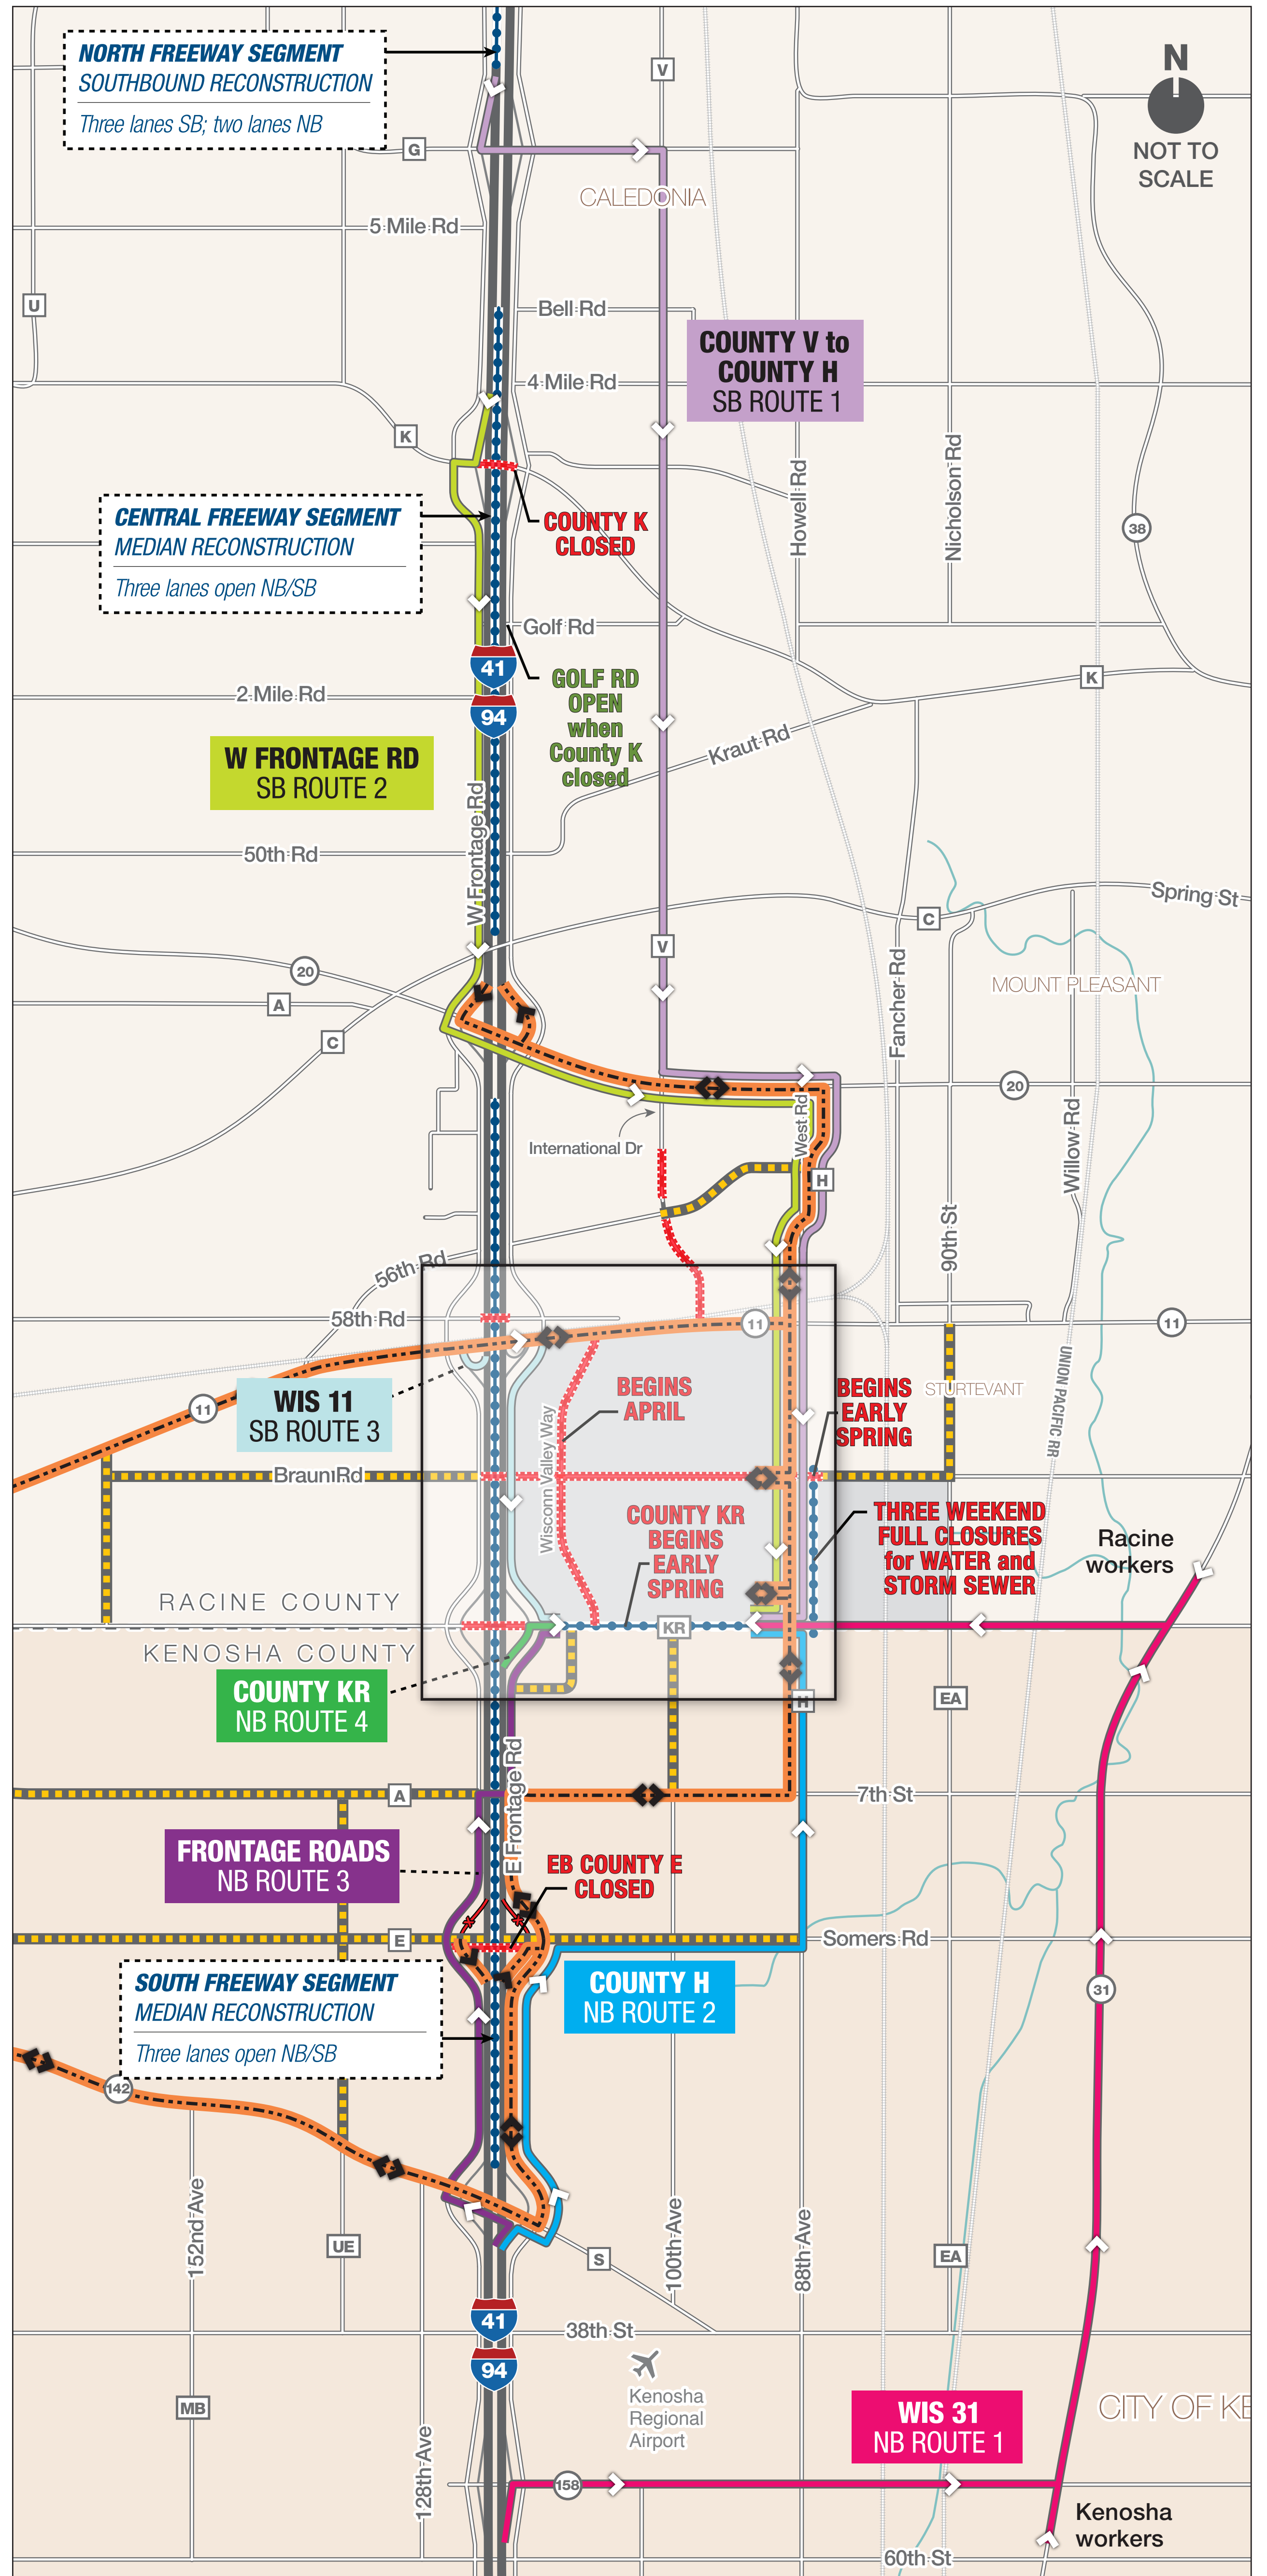 NORTH FREEWAY SEGMENT
SOUTHBOUND RECONSTRUCTION
Three lanes SB; two lanes NB
V
N
NOT TO
SCALE
G
CALEDONIA
5 Mile Rd
U
Bell Rd
COUNTY V to
COUNTY H
SB ROUTE 1
4 Mile Rd
K
Howell Rd
Nicholson Rd
CENTRAL FREEWAY SEGMENT
MEDIAN RECONSTRUCTION
Three lanes open NB/SB
COUNTY K
CLOSED
38
Golf Rd
41
94
GOLF RD
OPEN
when
County K
closed
K
2 Mile Rd
Kraut Rd
W FRONTAGE RD
SB ROUTE 2
W Frontage Rd
50th Rd
Spring St
C
V
20
A
C
Fancher Rd
MOUNT PLEASANT
20
West Rd
Willow Rd
International Dr
H
90th St
56th Rd
58th Rd
11
11
WIS 11
SB ROUTE 3
11
BEGINS
APRIL
BEGINS
EARLY
SPRING
STURTEVANT
UNION PACIFIC RR
Wisconn Valley Way
Braun Rd
COUNTY KR
BEGINS
EARLY
SPRING
THREE WEEKEND
FULL CLOSURES
for WATER and
STORM SEWER
Racine
workers
RACINE COUNTY
KENOSHA COUNTY
KR
COUNTY KR
NB ROUTE 4
H
EA
E Frontage Rd
A
7th St
FRONTAGE ROADS
NB ROUTE 3
EB COUNTY E
CLOSED
E
Somers Rd
SOUTH FREEWAY SEGMENT
MEDIAN RECONSTRUCTION
Three lanes open NB/SB
COUNTY H
NB ROUTE 2
31
142
152nd Ave
UE
S
100th Ave
88th Ave
EA
41
94
38th St
Kenosha
Regional
Airport
MB
WIS 31
NB ROUTE 1
CITY OF KE
128th Ave
158
Kenosha
workers
60th St